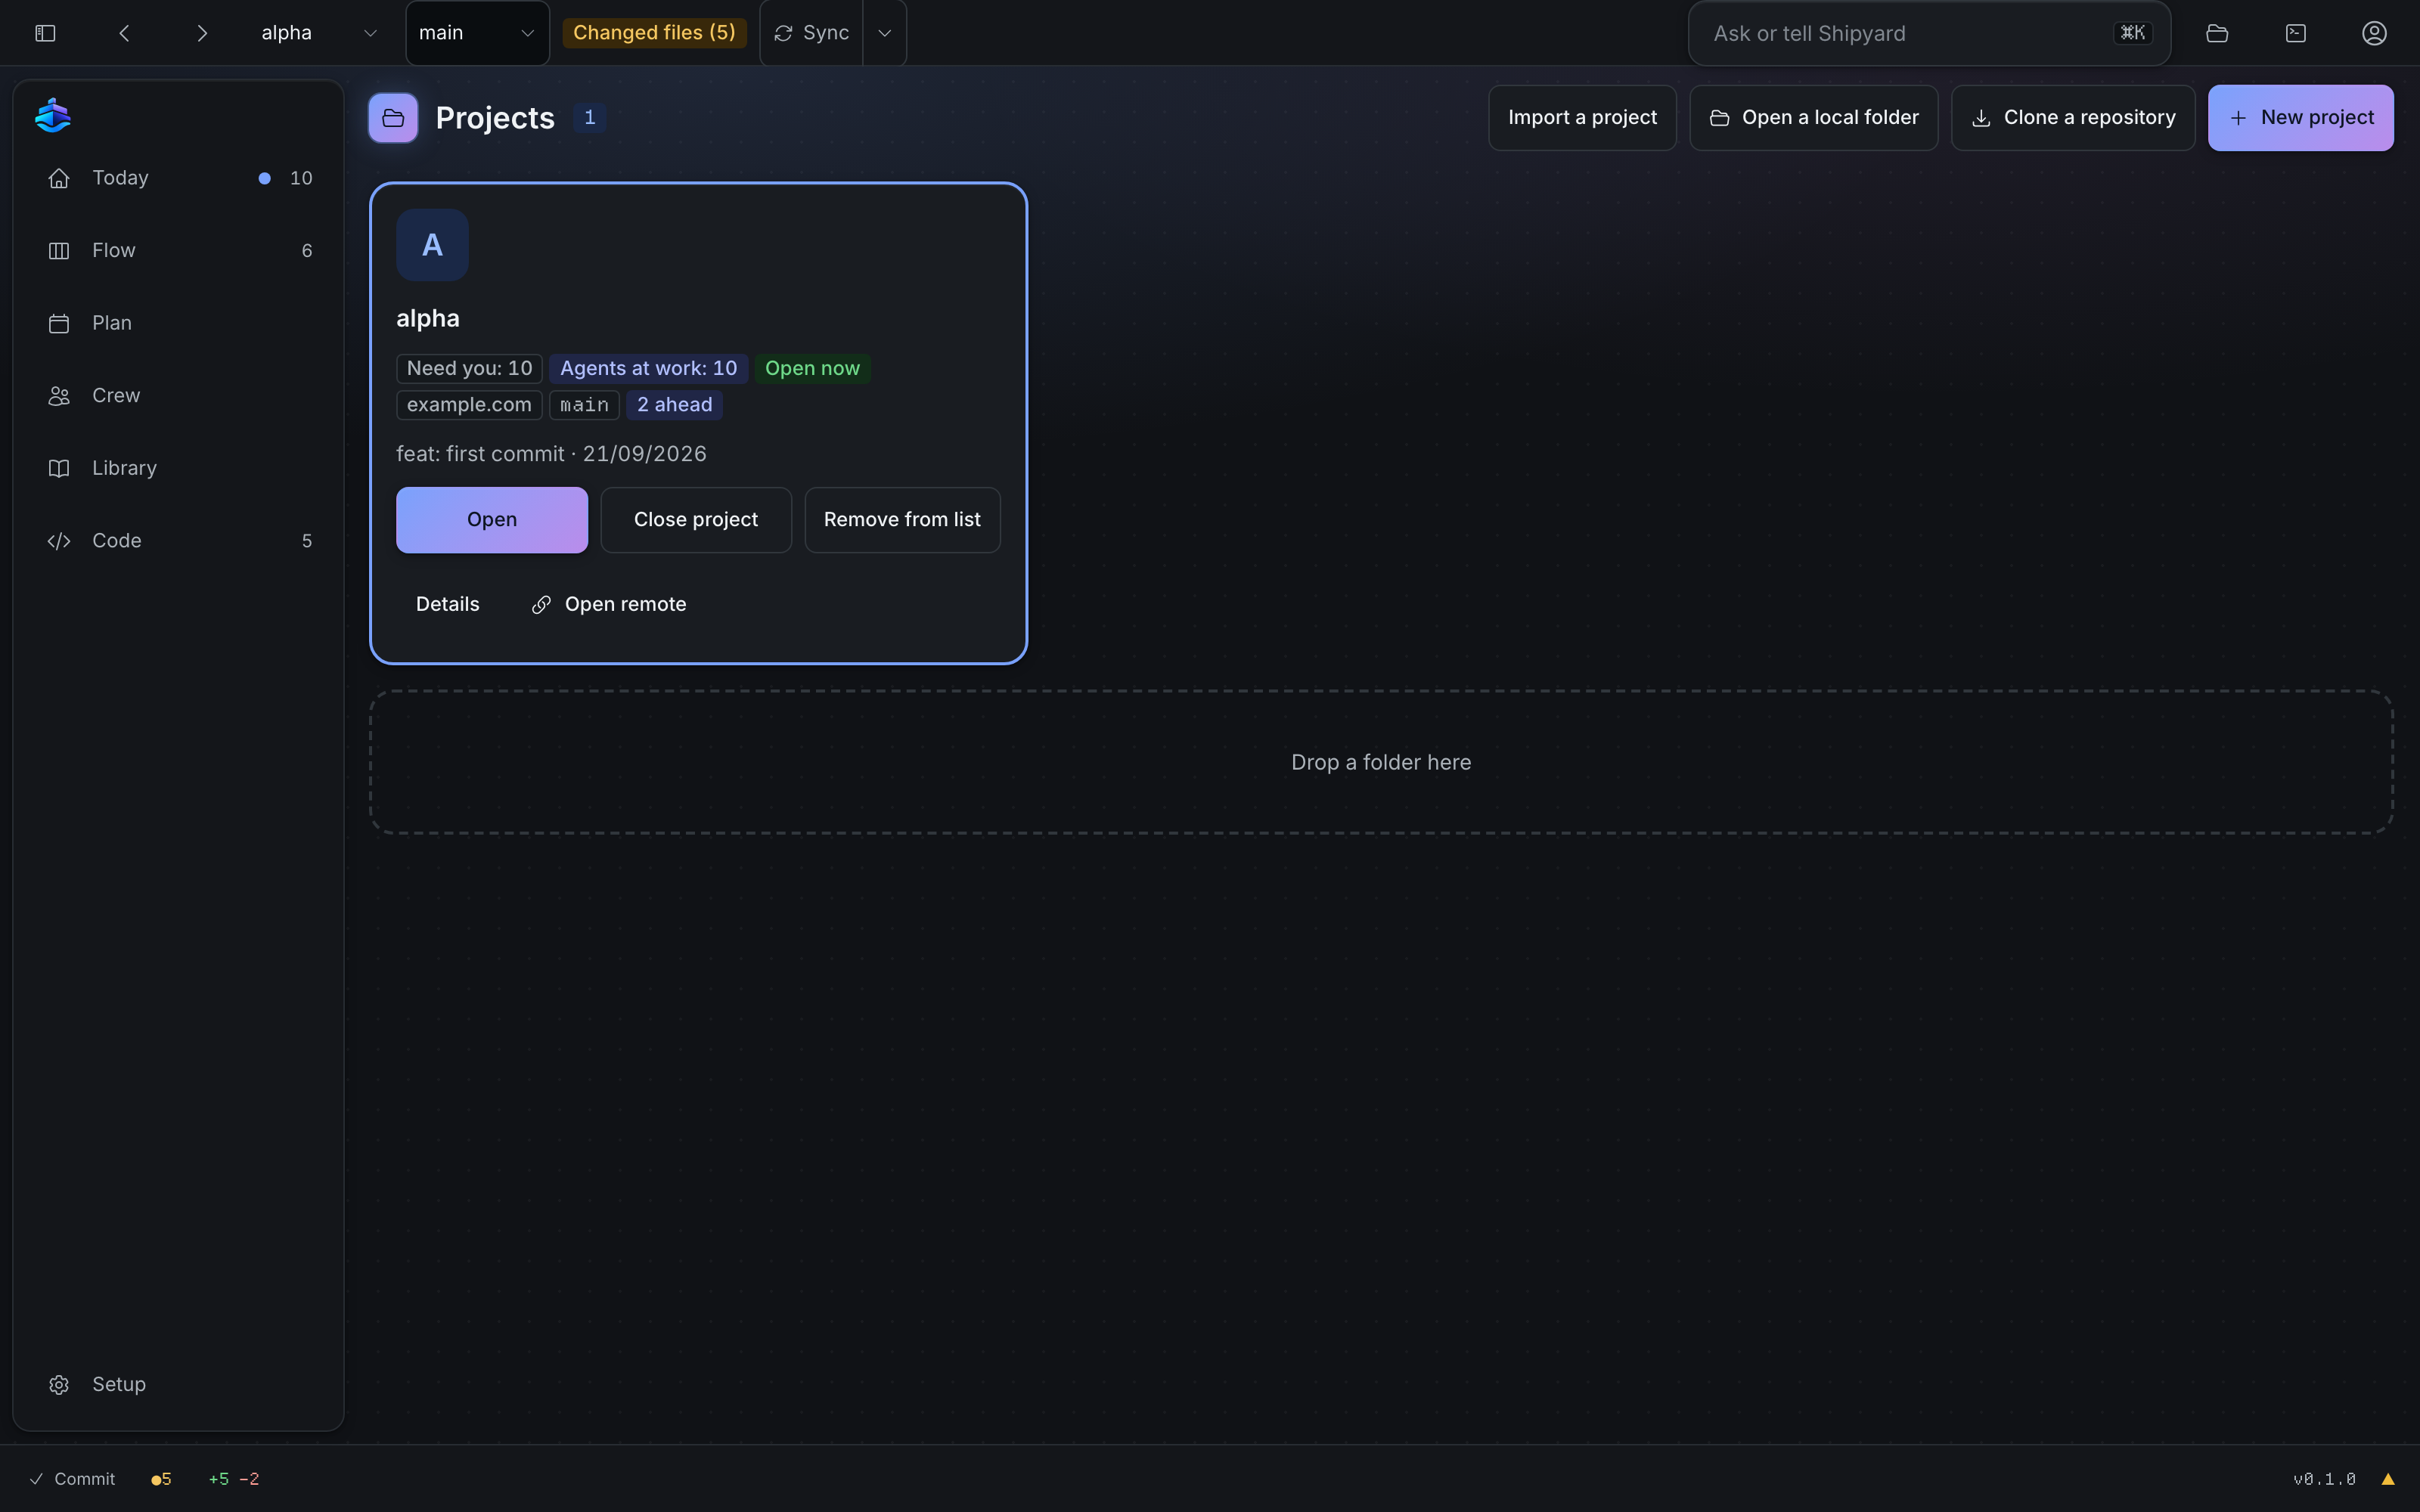 alpha
main
Changed files (5)
Sync
Ask or tell Shipyard
⌘K
Projects
1
Import a project
Open a local folder
Clone a repository
New project
Today
10
Flow
6
Plan
Crew
Library
Code
5
A
alpha
Need you: 10
Agents at work: 10
Open now
example.com
main
2 ahead
feat: first commit · 21/09/2026
Open
Close project
Remove from list
Details
Open remote
Drop a folder here
Setup
Commit
5
+5 -2
v0.1.0